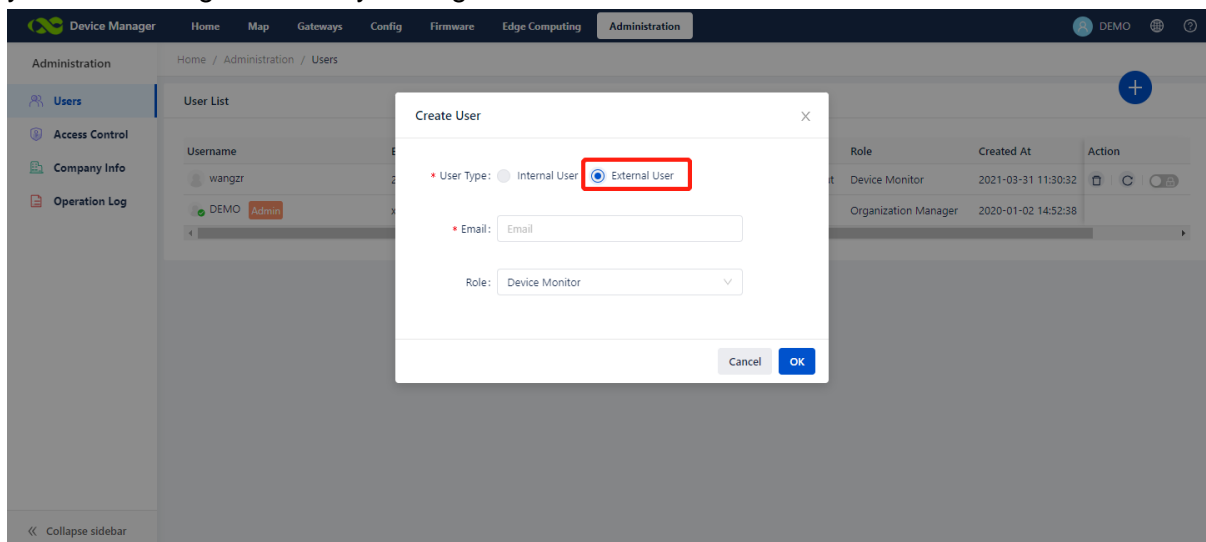 Device Manager Home Map Gateways Config Firmware Edge Computing Administration DEMO
Administration
Home / Administration / Users
Users
User List
Create User
Access Control
Username
Role Created At Action
Company Info
wangzr
* User Type: Internal User External User
Device Monitor 2021-03-31 11:30:32
Operation Log
DEMO Admin
Organization Manager 2020-01-02 14:52:38
* Email: Email
Role: Device Monitor
Cancel OK
Collapse sidebar